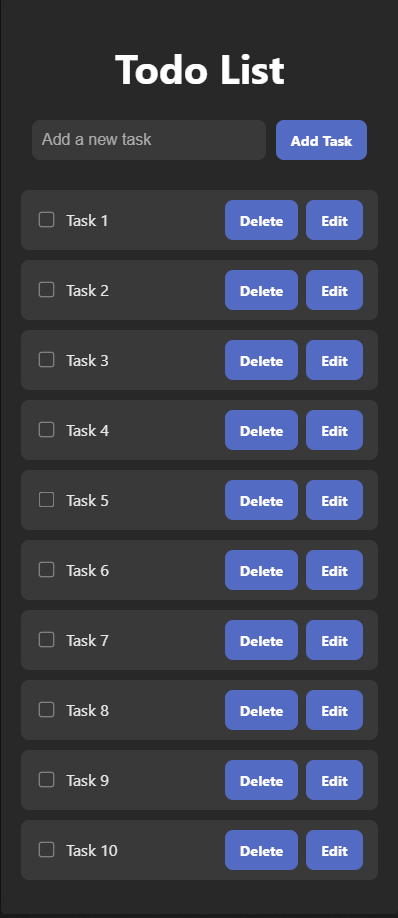 Todo List
Add a new task Add Task
Task 1 Delete Edit
Task 2 Delete Edit
Task 3 Delete Edit
Task 4 Delete Edit
Task 5 Delete Edit
Task 6 Delete Edit
Task 7 Delete Edit
Task 8 Delete Edit
Task 9 Delete Edit
Task 10 Delete Edit